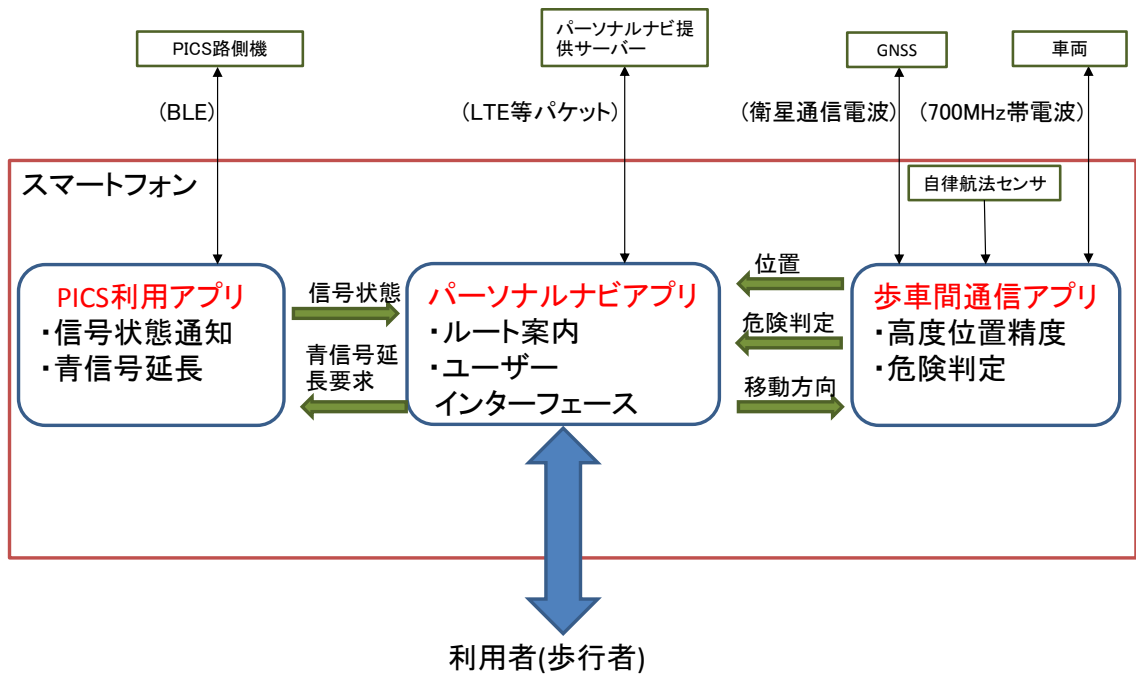 PICS路側機
パーソナルナビ提
供サーバー
GNSS
車両
(BLE)
(LTE等パケット)
(衛星通信電波)
(700MHz帯電波)
スマートフォン
自律航法センサ
PICS利用アプリ
・信号状態通知
・青信号延長
信号状態
青信号延
長要求
パーソナルナビアプリ
・ルート案内
・ユーザー
インターフェース
位置
危険判定
移動方向
歩車間通信アプリ
・高度位置精度
・危険判定
利用者(歩行者)